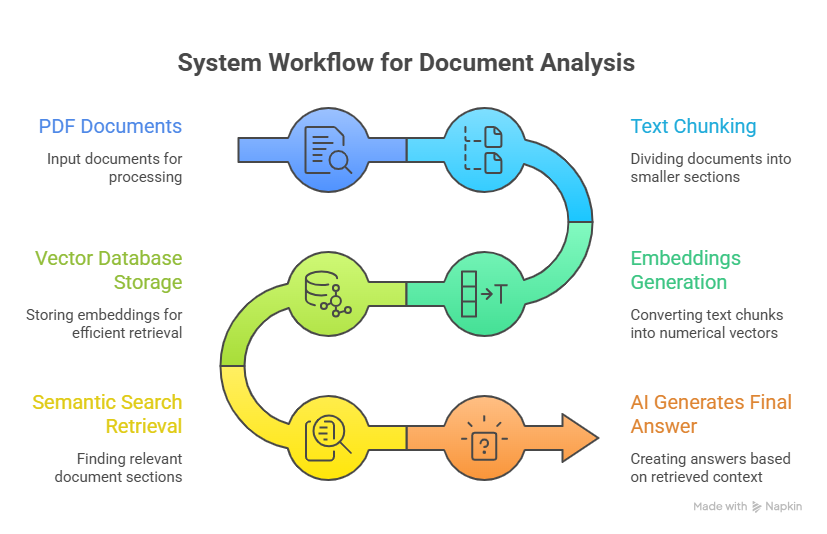 System Workflow for Document Analysis
PDF Documents
Input documents for
processing
Text Chunking
Dividing documents into
smaller sections
Embeddings
Generation
Converting text chunks
into numerical vectors
Vector Database
Storage
Storing embeddings for
efficient retrieval
Semantic Search
Retrieval
Finding relevant
document sections
AI Generates Final
Answer
Creating answers based
on retrieved context
T
?
Made with Napkin